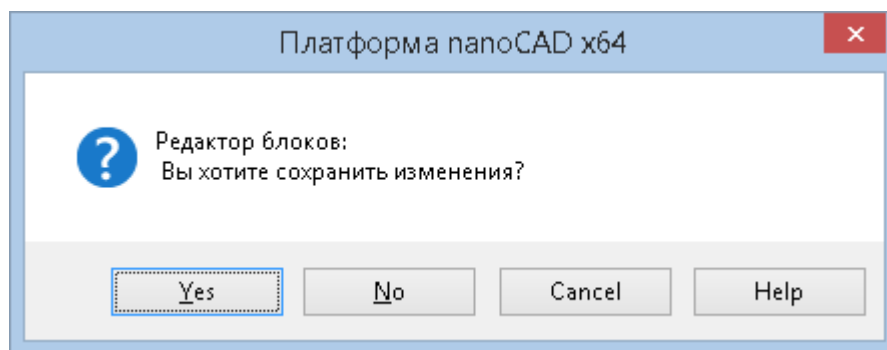 Платформа nanoCAD x64
Редактор блоков:
Вы хотите сохранить изменения?
Yes No Cancel Help